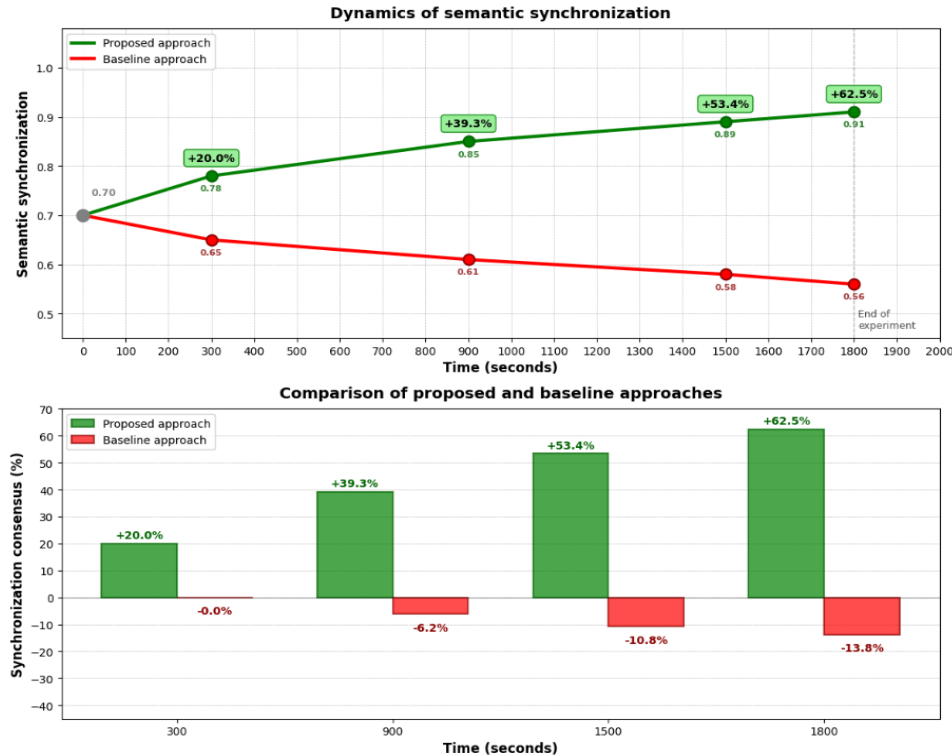 Dynamics of semantic synchronization
Proposed approach
Baseline approach
Semantic synchronization
1.0
0.9
0.8
0.7
0.6
0.5
0.70
+20.0%
0.78
+39.3%
0.85
+53.4%
0.89
+62.5%
0.91
0.65
0.61
0.58
0.56
End of
experiment
0 100 200 300 400 500 600 700 800 900 1000 1100 1200 1300 1400 1500 1600 1700 1800 1900 2000
Time (seconds)
Comparison of proposed and baseline approaches
Proposed approach
Baseline approach
Synchronization consensus (%)
70
60
50
40
30
20
10
0
−10
−20
−30
−40
+20.0%
-0.0%
+39.3%
-6.2%
+53.4%
-10.8%
+62.5%
-13.8%
300 900 1500 1800
Time (seconds)